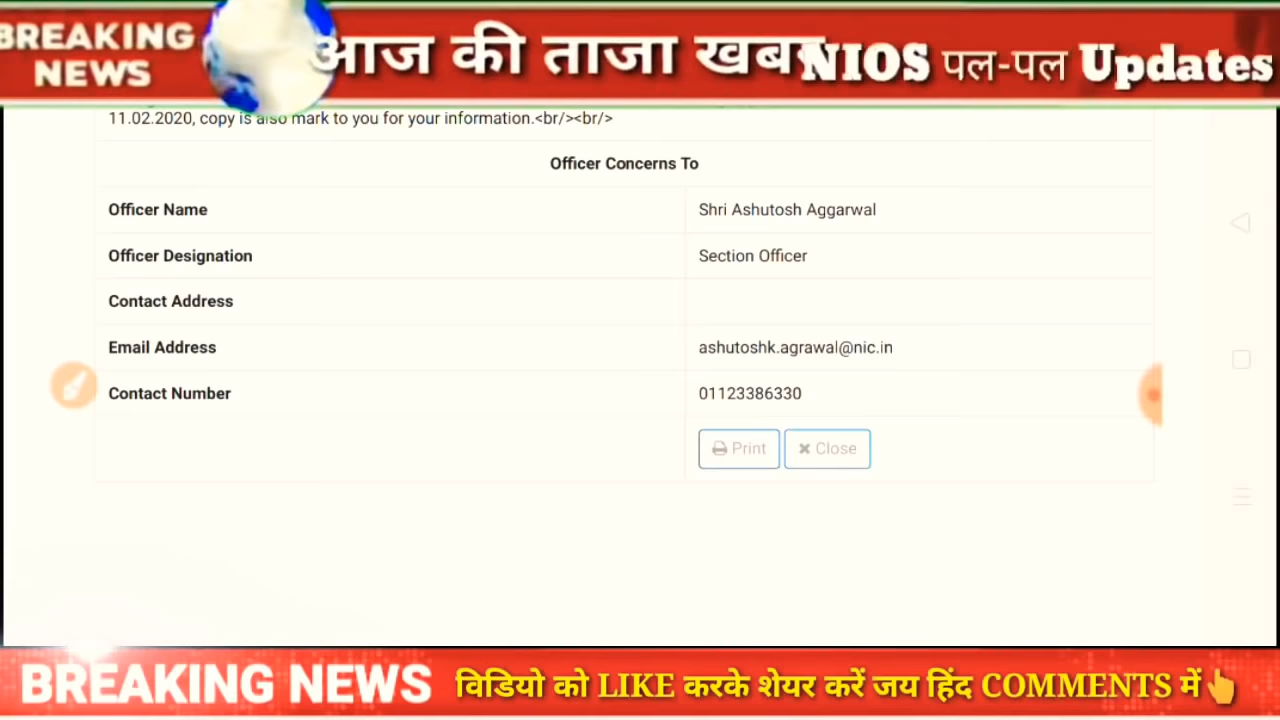 BREAKING NEWS
आज की ताजा खबर
NIOS पल-पल Updates
11.02.2020, copy is also mark to you for your information.<br/><br/>
Officer Concerns To
Officer Name Shri Ashutosh Aggarwal
Officer Designation Section Officer
Contact Address
Email Address ashutoshk.agrawal@nic.in
Contact Number 01123386330
Print Close
BREAKING NEWS विडियो को LIKE करके शेयर करें जय हिंद COMMENTS में